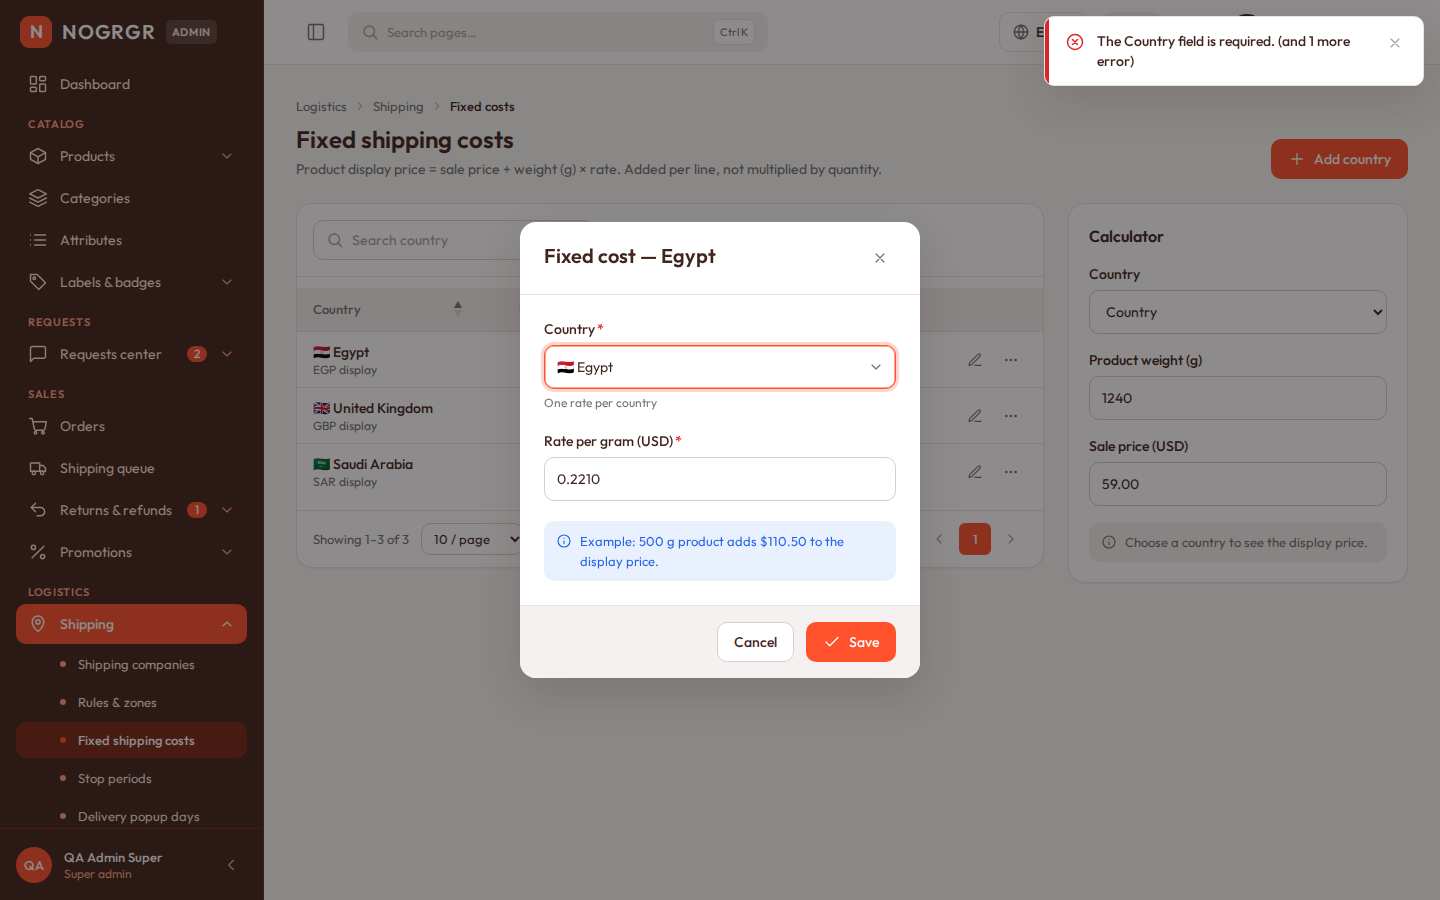 N NOGRGR ADMIN
Search pages...
Ctrl K
The Country field is required. (and 1 more
error)
Dashboard
CATALOG
Products
Categories
Attributes
Labels & badges
REQUESTS
Requests center 2
SALES
Orders
Shipping queue
Returns & refunds 1
Promotions
LOGISTICS
Shipping
Shipping companies
Rules & zones
Fixed shipping costs
Stop periods
Delivery popup days
QA
QA Admin Super
Super admin
Logistics > Shipping > Fixed costs
Fixed shipping costs
Product display price = sale price + weight (g) × rate. Added per line, not multiplied by quantity.
Add country
Search country
Country
Egypt
EGP display
United Kingdom
GBP display
Saudi Arabia
SAR display
Showing 1–3 of 3
10 / page
1
Fixed cost — Egypt
Country *
Egypt
One rate per country
Rate per gram (USD) *
0.2210
Example: 500 g product adds $110.50 to the
display price.
Cancel
Save
Calculator
Country
Country
Product weight (g)
1240
Sale price (USD)
59.00
Choose a country to see the display price.